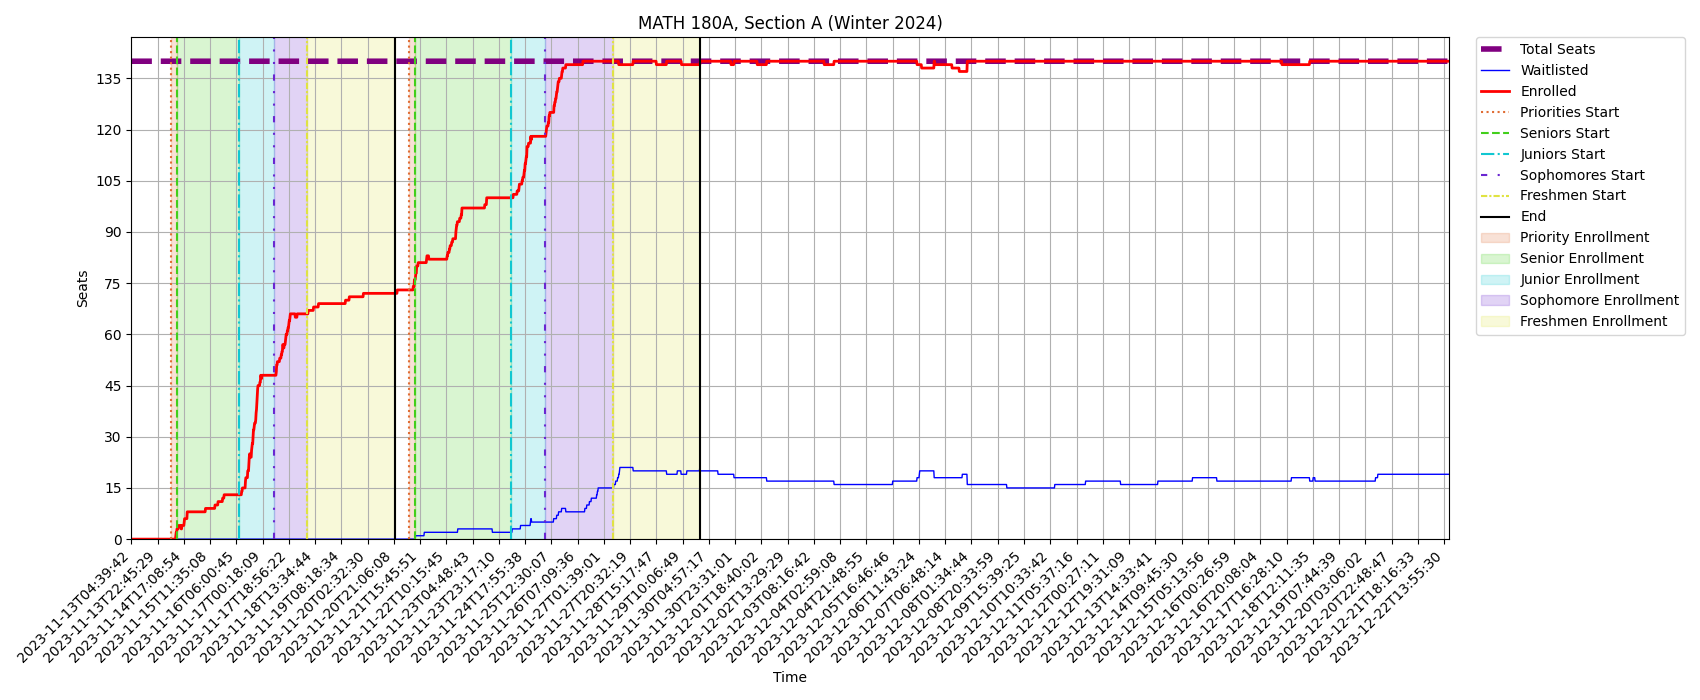 MATH 180A, Section A (Winter 2024)
Seats
135
120
105
90
75
60
45
30
15
0
2023-11-13T04:39:42
2023-11-13T22:45:29
2023-11-14T17:08:54
2023-11-15T11:35:08
2023-11-16T06:00:45
2023-11-17T00:18:09
2023-11-17T18:56:22
2023-11-18T13:34:44
2023-11-19T08:18:34
2023-11-20T02:32:30
2023-11-20T21:06:08
2023-11-21T15:45:51
2023-11-22T10:15:45
2023-11-23T04:48:43
2023-11-23T23:17:10
2023-11-24T17:55:38
2023-11-25T12:30:07
2023-11-26T07:09:36
2023-11-27T01:39:01
2023-11-27T20:32:19
2023-11-28T15:17:47
2023-11-29T10:06:49
2023-11-30T04:57:17
2023-11-30T23:31:01
2023-12-01T18:40:02
2023-12-02T13:29:29
2023-12-03T08:16:42
2023-12-04T02:59:08
2023-12-04T21:48:55
2023-12-05T16:46:44
2023-12-06T11:43:24
2023-12-07T06:48:14
2023-12-08T01:34:44
2023-12-08T20:33:59
2023-12-09T15:39:25
2023-12-10T10:33:42
2023-12-11T05:37:16
2023-12-12T00:27:11
2023-12-12T19:31:09
2023-12-13T14:33:41
2023-12-14T09:45:30
2023-12-15T05:13:56
2023-12-16T00:26:59
2023-12-16T20:08:04
2023-12-17T16:28:10
2023-12-18T12:11:35
2023-12-19T07:44:39
2023-12-20T03:06:02
2023-12-20T22:48:47
2023-12-21T18:16:33
2023-12-22T13:55:30
Time
Total Seats
Waitlisted
Enrolled
Priorities Start
Seniors Start
Juniors Start
Sophomores Start
Freshmen Start
End
Priority Enrollment
Senior Enrollment
Junior Enrollment
Sophomore Enrollment
Freshmen Enrollment